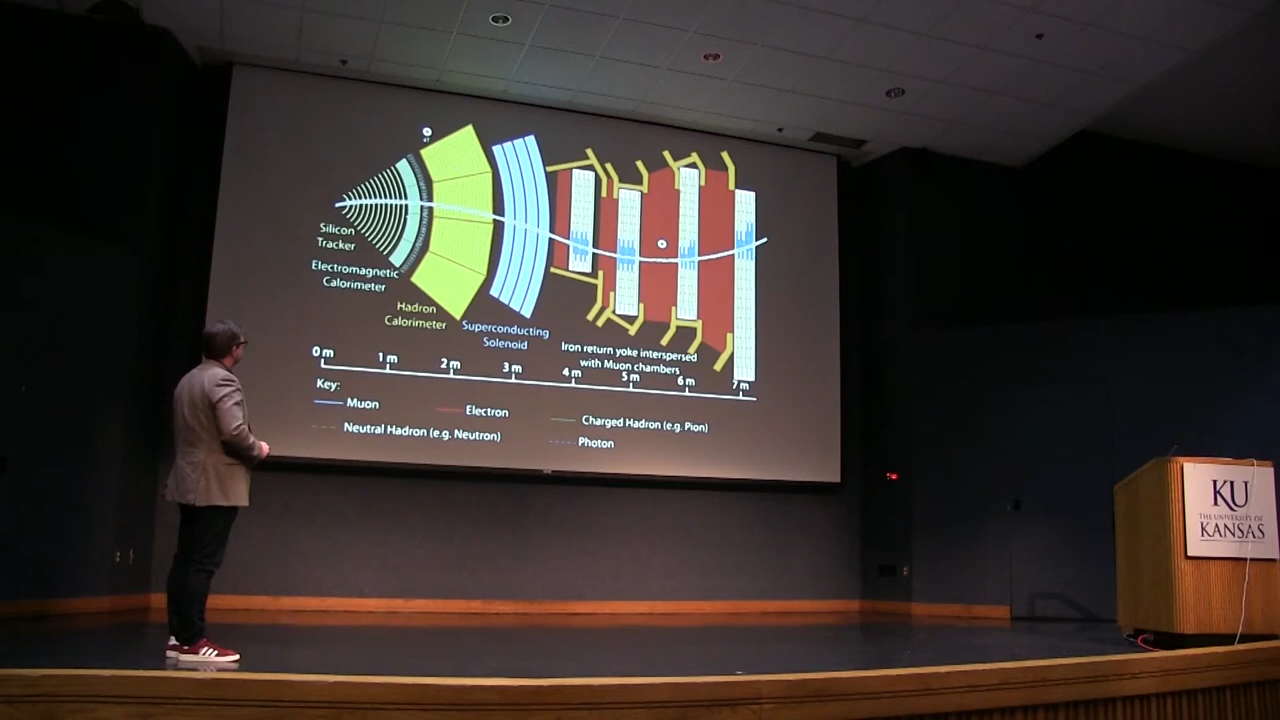 Silicon
Tracker
Electromagnetic
Calorimeter
Hadron
Calorimeter
Superconducting
Solenoid
Iron return yoke interspersed
with Muon chambers
0 m
1 m
2 m
3 m
4 m
5 m
6 m
7 m
Key:
Muon
Electron
Charged Hadron (e.g. Pion)
Neutral Hadron (e.g. Neutron)
Photon
KU
THE UNIVERSITY OF
KANSAS